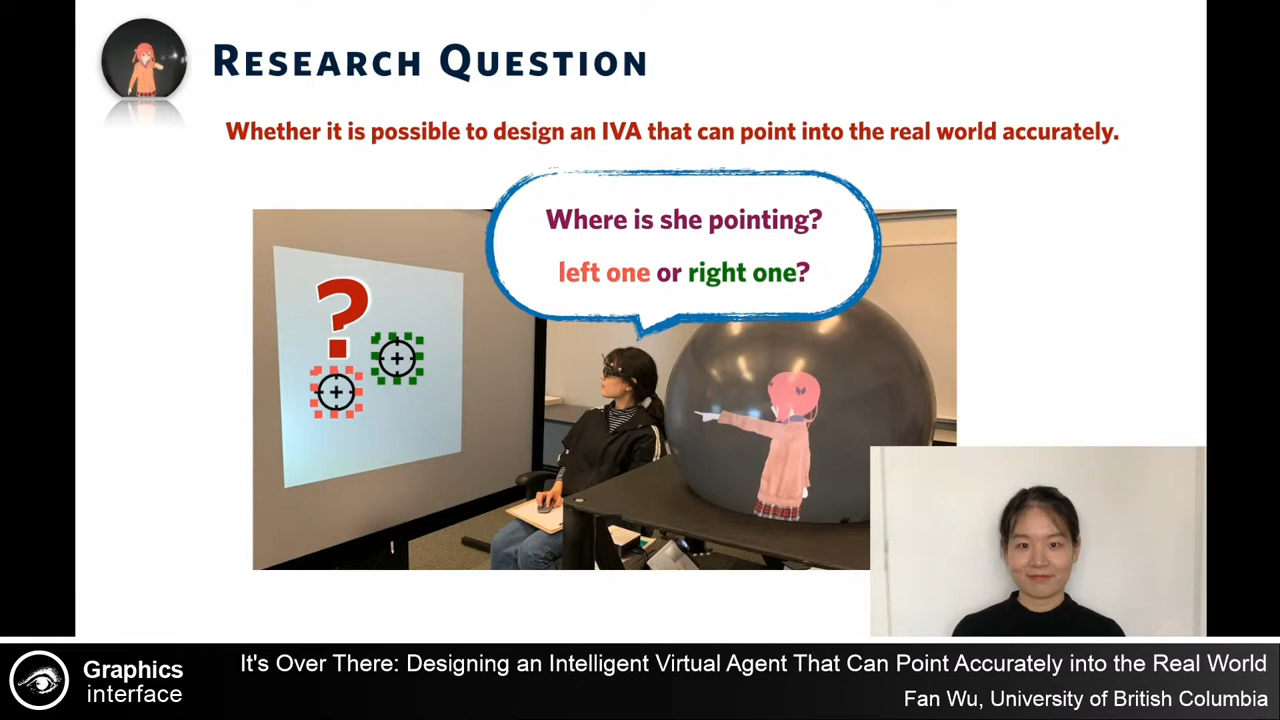 RESEARCH QUESTION
Whether it is possible to design an IVA that can point into the real world accurately.
Where is she pointing?
left one or right one?
?
Graphics
interface
It's Over There: Designing an Intelligent Virtual Agent That Can Point Accurately into the Real World
Fan Wu, University of British Columbia